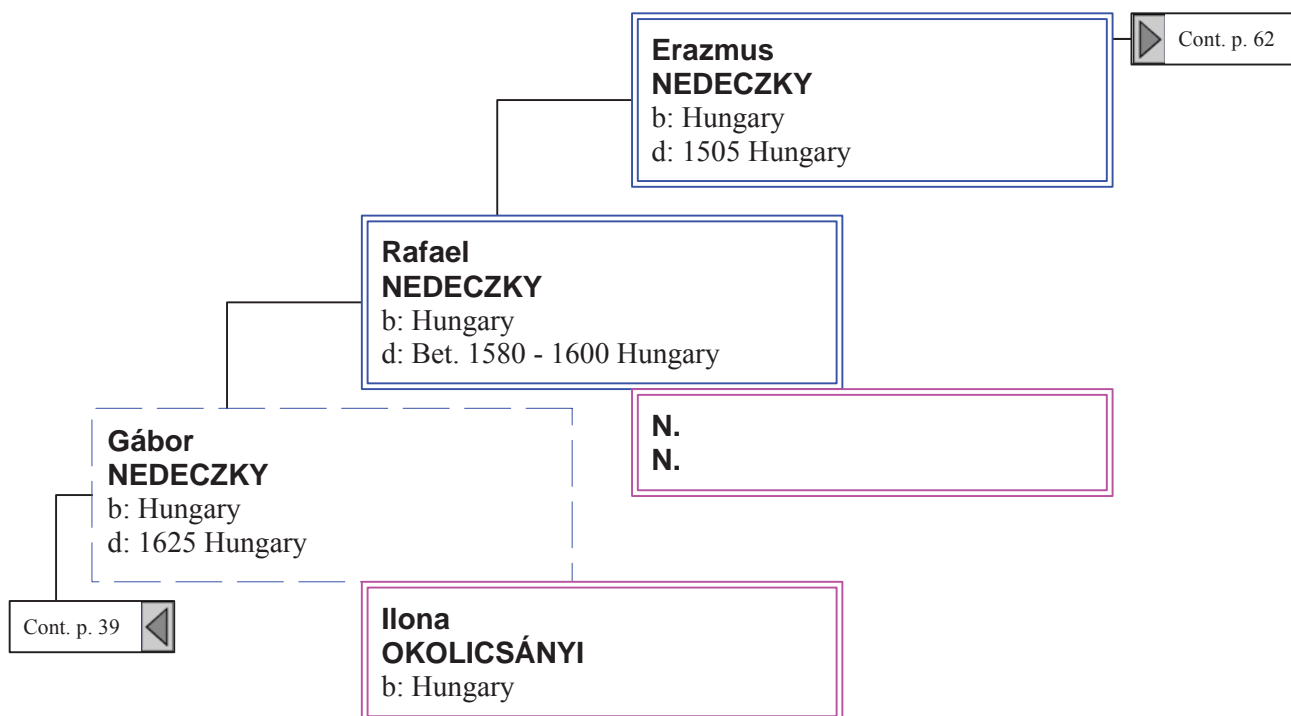 Erazmus
NEDECZKY
b: Hungary
d: 1505 Hungary
Cont. p. 62
Rafael
NEDECZKY
b: Hungary
d: Bet. 1580 - 1600 Hungary
N.
N.
Gábor
NEDECZKY
b: Hungary
d: 1625 Hungary
Cont. p. 39
Ilona
OKOLICSÁNYI
b: Hungary